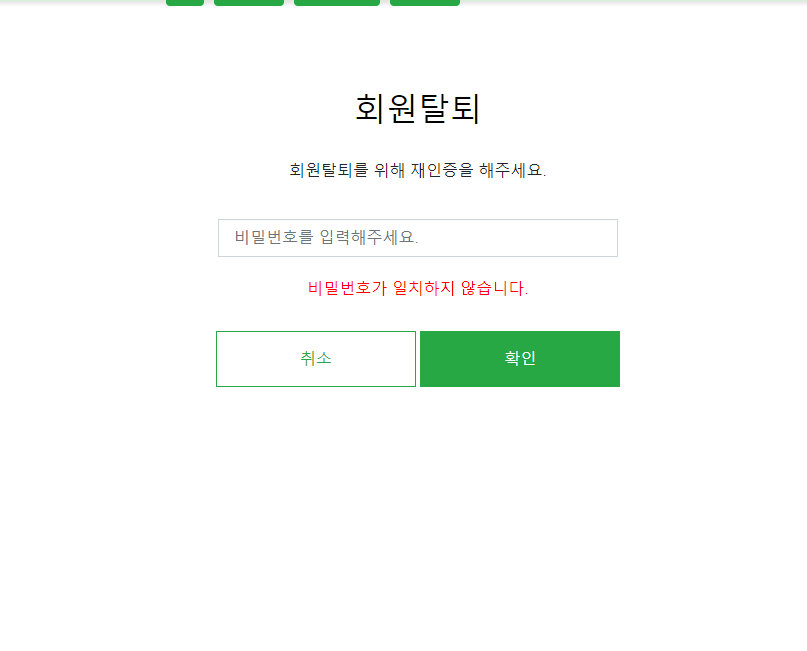 회원탈퇴
회원탈퇴를 위해 재인증을 해주세요.
비밀번호를 입력해주세요.
비밀번호가 일치하지 않습니다.
취소 확인